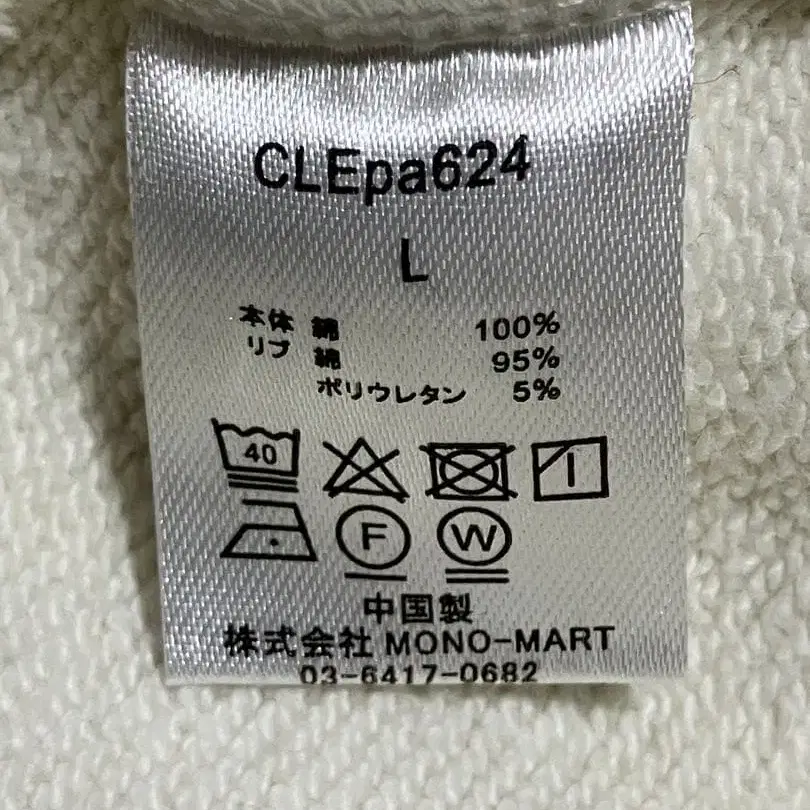 CLEpa624
L
本体 綿 100%
リブ 綿 95%
ポリウレタン 5%
40
F W
中国製
株式会社 MONO-MART
03-6417-0682